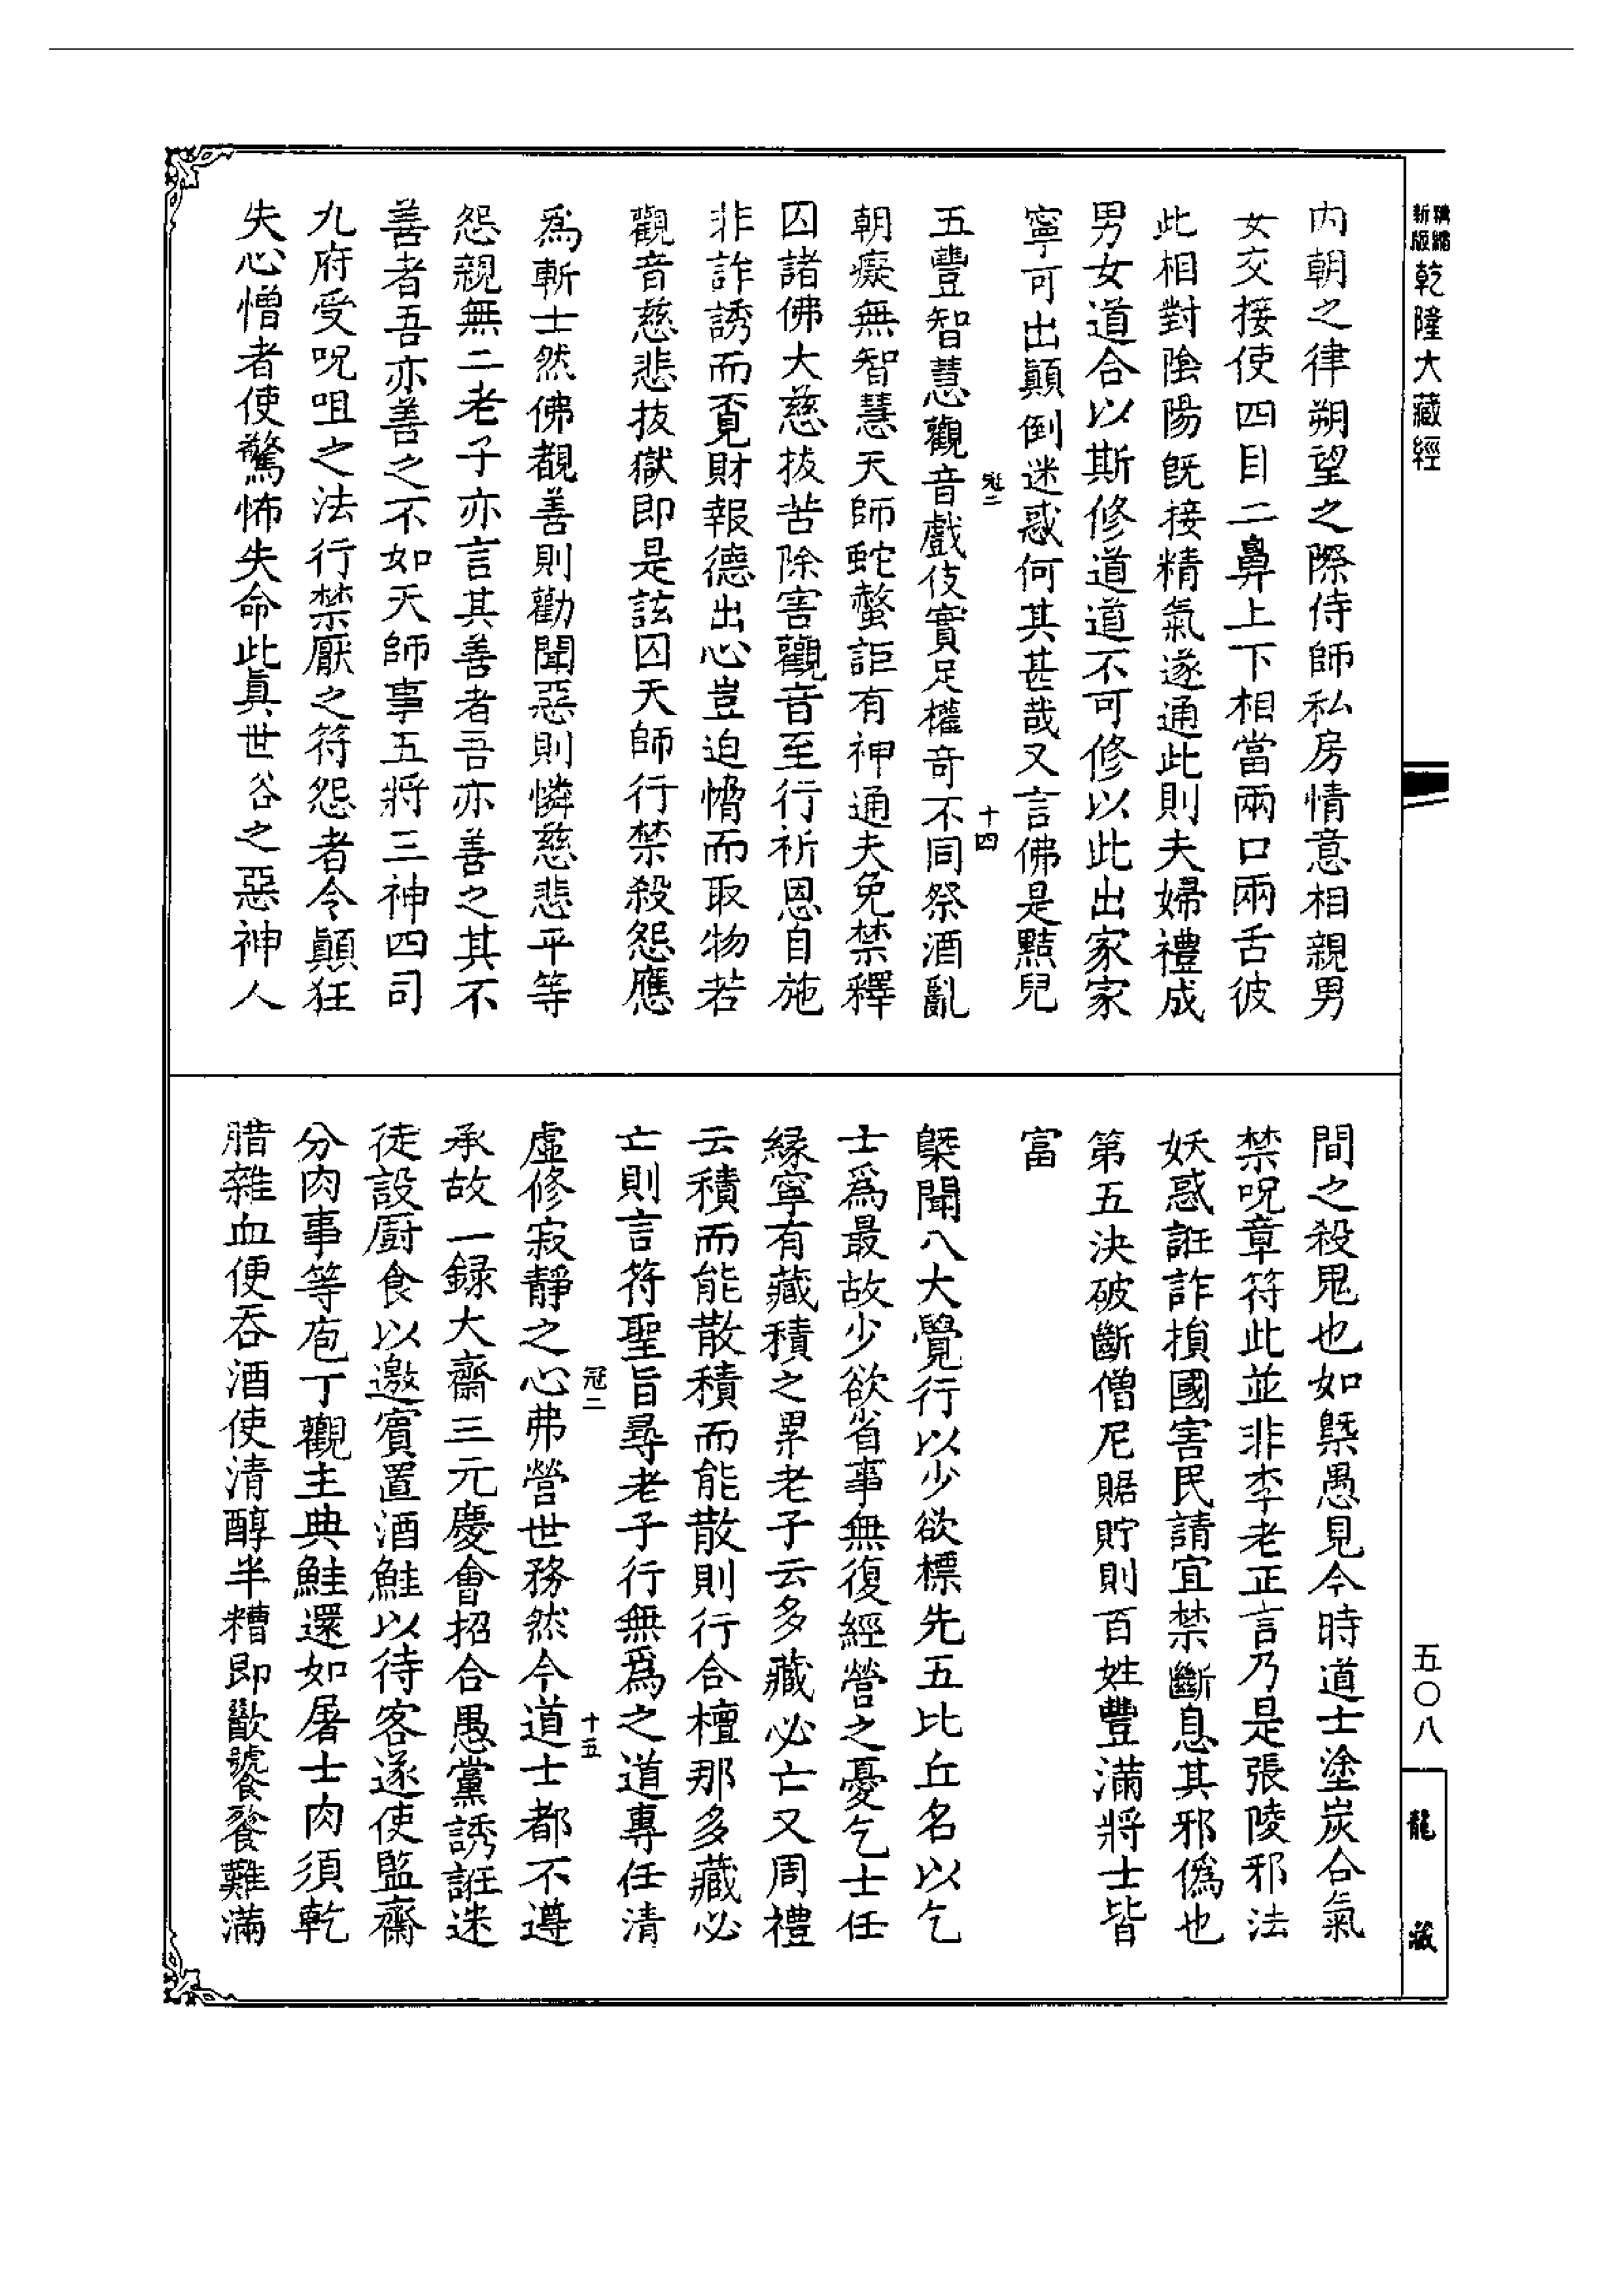 精縮新版乾隆大藏經
內朝之律朔望之際侍師私房情意相親男
女交接使四目二鼻上下相當兩口兩舌彼
此相對陰陽旣接精氣遂通此則夫婦禮成
男女道合以斯修道道不可修以此出家家
寧可出顚倒迷惑何其甚哉又言佛是黠兒
冠二
十四
五豐智慧觀音戲伎實足權奇不同祭酒亂
朝癡無智慧天師蛇螫詎有神通夫免禁釋
囚諸佛大慈拔苦除害觀音至行祈恩自施
非詐誘而覓財報德出心豈迫愶而取物若
觀音慈悲拔獄即是詃囚天師行禁殺怨應
爲斬士然佛覩善則勸聞惡則憐慈悲平等
怨親無二老子亦言其善者吾亦善之其不
善者吾亦善之不如天師事五將三神四司
九府受呪咀之法行禁厭之符怨者令顚狂
失心憎者使驚怖失命此眞世谷之惡神人
間之殺鬼也如槩愚見今時道士塗炭合氣
禁呪章符此並非李老正言乃是張陵邪法
妖惑誑詐損國害民請宜禁斷息其邪僞也
第五決破斷僧尼賭貯則百姓豐滿將士皆
富
槩聞八大覺行以少欲標先五比丘名以乞
士爲最故少欲省事無復經營之憂乞士任
緣寧有藏積之累老子云多藏必亡又周禮
云積而能散積而能散則行合檀那多藏必
亡則言符聖旨尋老子行無爲之道專任清
冠二
十五
虛修寂靜之心弗營世務然今道士都不遵
承故一録大齋三元慶會招合愚黨誘誑迷
徒設厨食以邀賓置酒鮭以待客遂使監齋
分肉事等庖丁觀主典鮭還如屠士肉須乾
腊雜血便吞酒使清醇半糟即歠饕餮難滿
五〇八
龍藏